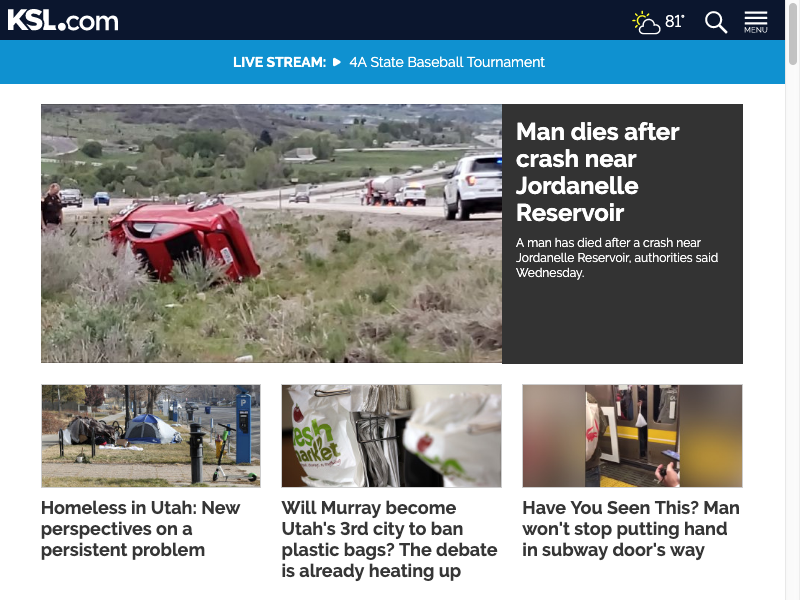 KSL.com
81°
MENU
LIVE STREAM: 4A State Baseball Tournament
Man dies after
crash near
Jordanelle
Reservoir
A man has died after a crash near
Jordanelle Reservoir, authorities said
Wednesday.
P
esh
market
Homeless in Utah: New
perspectives on a
persistent problem
Will Murray become
Utah's 3rd city to ban
plastic bags? The debate
is already heating up
Have You Seen This? Man
won't stop putting hand
in subway door's way